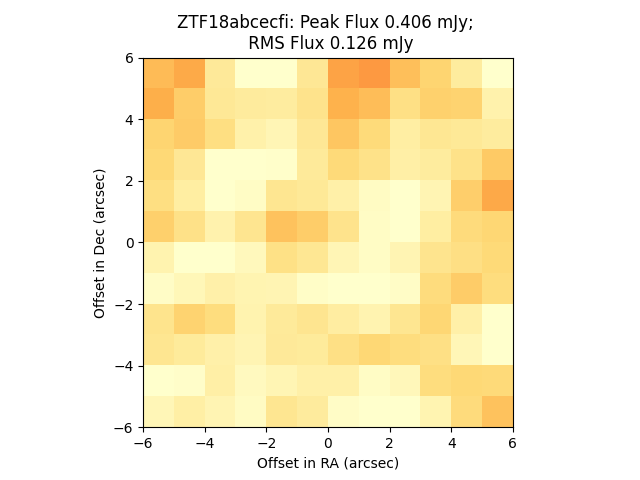 ZTF18abcecfi: Peak Flux 0.406 mJy;
RMS Flux 0.126 mJy
6
4
2
0
−2
−4
−6
Offset in Dec (arcsec)
−6 −4 −2 0 2 4 6
Offset in RA (arcsec)